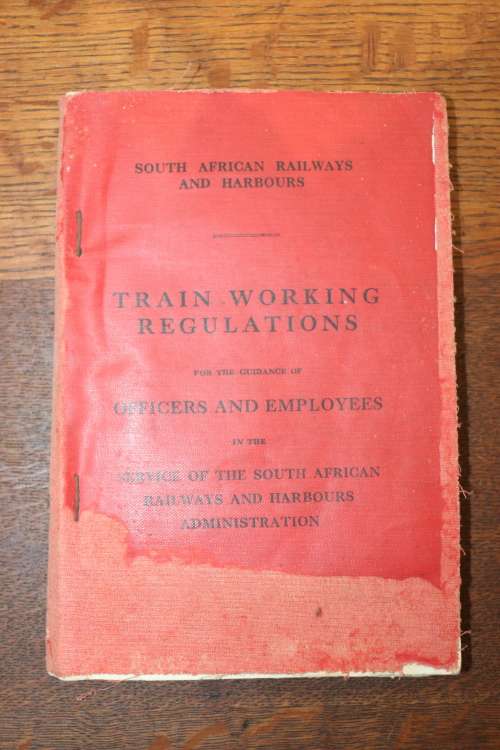 SOUTH AFRICAN RAILWAYS
AND HARBOURS
TRAIN WORKING
REGULATIONS
FOR THE GUIDANCE OF
OFFICERS AND EMPLOYEES
IN THE
SERVICE OF THE SOUTH AFRICAN
RAILWAYS AND HARBOURS
ADMINISTRATION